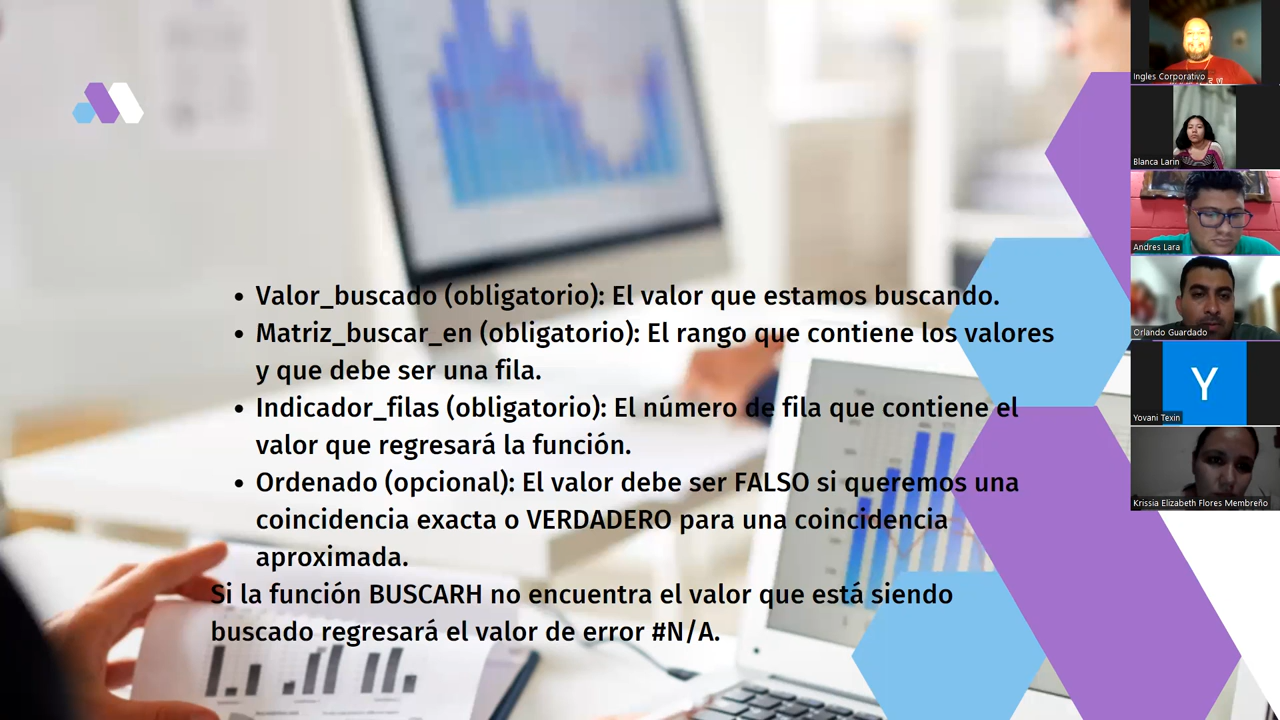 Valor_buscado (obligatorio): El valor que estamos buscando.
Matriz_buscar_en (obligatorio): El rango que contiene los valores
y que debe ser una fila.
Indicador_filas (obligatorio): El número de fila que contiene el
valor que regresará la función.
Ordenado (opcional): El valor debe ser FALSO si queremos una
coincidencia exacta o VERDADERO para una coincidencia
aproximada.
Si la función BUSCARH no encuentra el valor que está siendo
buscado regresará el valor de error #N/A.
Ingles Corporativo
Blanca Larin
Andres Lara
Orlando Guardado
Y
Yovani Texin
Krissia Elizabeth Flores Membreño